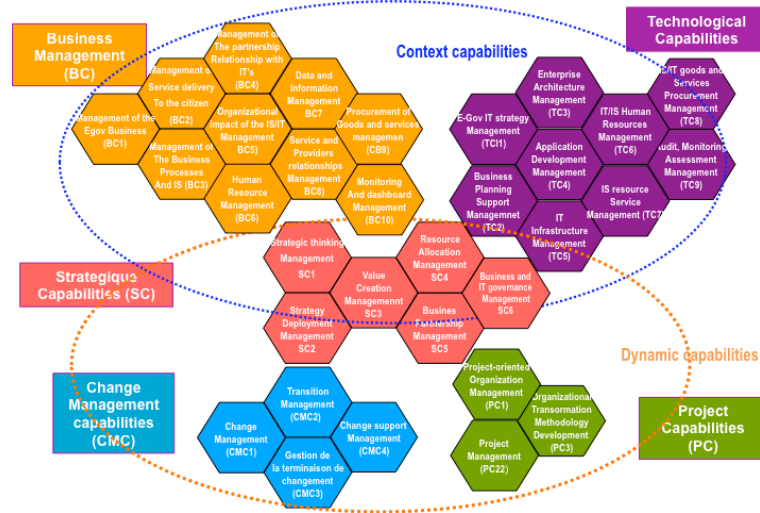 Business
Management
(BC)
Context capabilities
Technological
Capabilities
Management of
The partnership
Relationship with
IT's
(BC4)
Management of
Service delivery
To the citizen
(BC2)
Data and
Information
Management
BC7
Management of the
Egov Business)
(BC1)
Organizational
impact of the IS/IT
Management
BC5)
Procurement of
Goods and services
managemen
(CB9)
Management of
The Business
Processes
And IS (BC3)
Service and
Providers
relationships
Management
BC8)
Human
Resource
Management
(BC6)
Monitoring
And dashboard
Management
(BC10)
Enterprise
Architecture
Management
(TC3)
IS/IT goods and
Services
Procurement
Management
(TC8)
E-Gov IT strategy
Management
(TCI1)
IT/IS Human
Resources
Management
(TC6)
Application
Development
Management
(TC4)
Audit, Monitoring
Assessment
Management
(TC9)
Business
Planning
Support
Managemnet
(TC2)
IS resource
Service
Management (TC7)
IT
Infrastructure
Management
(TC5)
Strategique
Capabilities (SC)
Strategic thinking
Management
SC1
Resource
Allocation
Management
SC4
Value
Creation
Managemennt
SC3
Business and
IT governance
Management
SC6
Strategy
Deployment
Management
SC2
Busines
Partnership
Management
SC5
Dynamic capabilities
Change
Management
capabilities
(CMC)
Transition
Management
(CMC2)
Change
Management
(CMC1)
Change support
Management
(CMC4)
Gestion de
la terminaison de
changement
(CMC3)
Project-oriented
Organization
Management
(PC1)
Organizational
Transormation
Methodology
Development
(PC3)
Project
Management
(PC22)
Project
Capabilities
(PC)